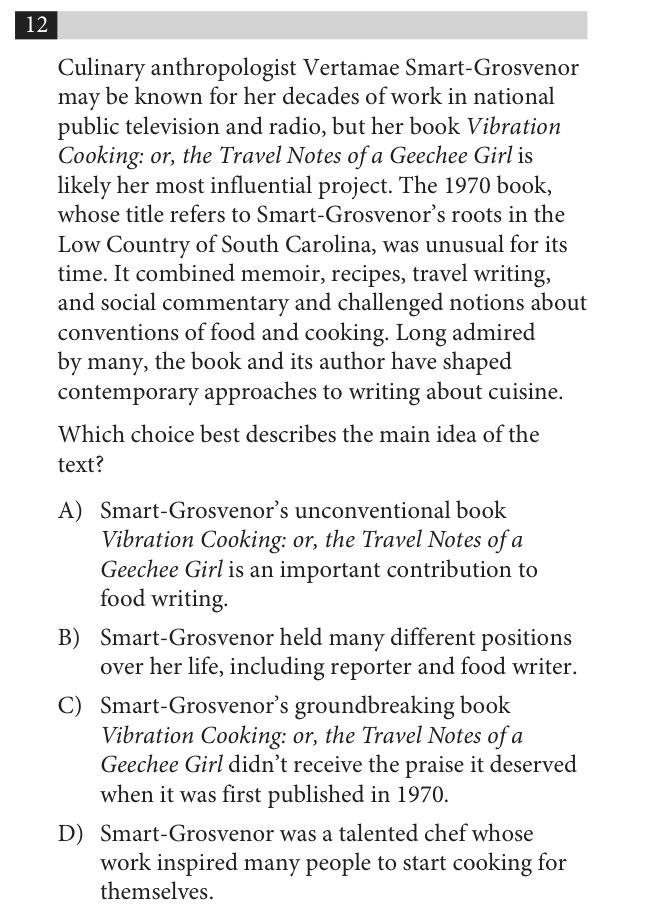 12
Culinary anthropologist Vertamae Smart-Grosvenor
may be known for her decades of work in national
public television and radio, but her book Vibration
Cooking: or, the Travel Notes of a Geechee Girl is
likely her most influential project. The 1970 book,
whose title refers to Smart-Grosvenor’s roots in the
Low Country of South Carolina, was unusual for its
time. It combined memoir, recipes, travel writing,
and social commentary and challenged notions about
conventions of food and cooking. Long admired
by many, the book and its author have shaped
contemporary approaches to writing about cuisine.
Which choice best describes the main idea of the
text?
A) Smart-Grosvenor’s unconventional book
Vibration Cooking: or, the Travel Notes of a
Geechee Girl is an important contribution to
food writing.
B) Smart-Grosvenor held many different positions
over her life, including reporter and food writer.
C) Smart-Grosvenor’s groundbreaking book
Vibration Cooking: or, the Travel Notes of a
Geechee Girl didn’t receive the praise it deserved
when it was first published in 1970.
D) Smart-Grosvenor was a talented chef whose
work inspired many people to start cooking for
themselves.